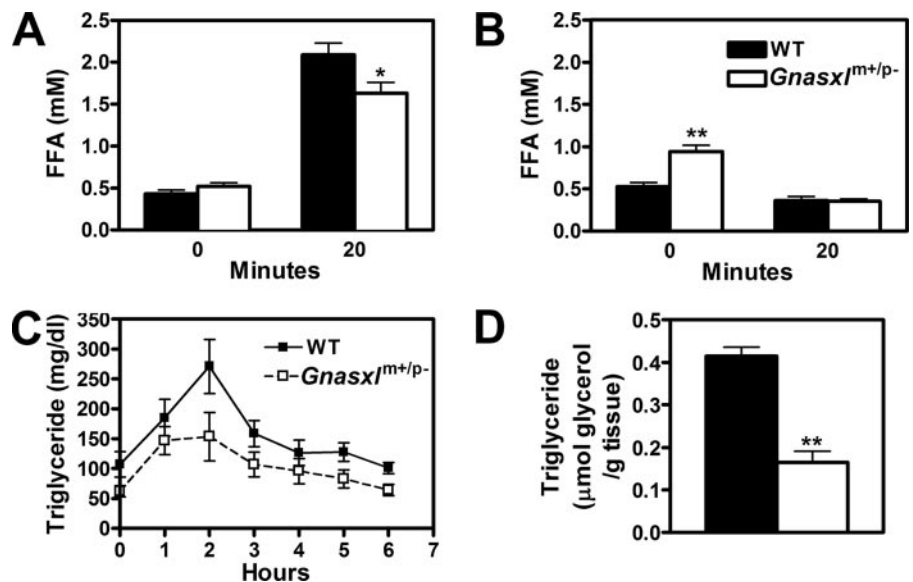 A
FFA (mM)
2.5
2.0
1.5
1.0
0.5
0.0
*
0 20
Minutes
B
FFA (mM)
2.5
2.0
1.5
1.0
0.5
0.0
WT
Gnasxl m+/p-
**
0 20
Minutes
C
Triglyceride (mg/dl)
350
300
250
200
150
100
50
0
WT
Gnasxl m+/p-
0 1 2 3 4 5 6 7
Hours
D
Triglyceride
(μmol glycerol
/g tissue)
0.5
0.4
0.3
0.2
0.1
0.0
**